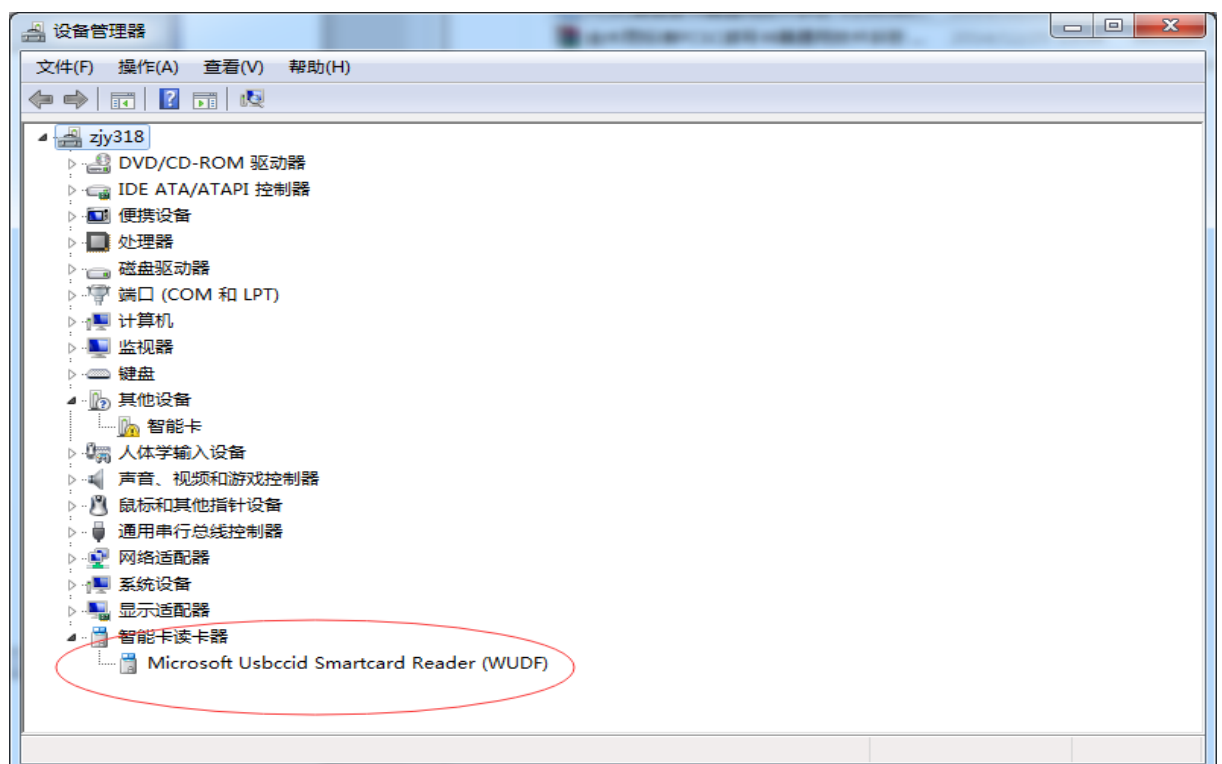 设备管理器
文件(F) 操作(A) 查看(V) 帮助(H)
zjy318
DVD/CD-ROM 驱动器
IDE ATA/ATAPI 控制器
便携设备
处理器
磁盘驱动器
端口 (COM 和 LPT)
计算机
监视器
键盘
其他设备
智能卡
人体学输入设备
声音、视频和游戏控制器
鼠标和其他指针设备
通用串行总线控制器
网络适配器
系统设备
显示适配器
智能卡读卡器
Microsoft Usbccid Smartcard Reader (WUDF)